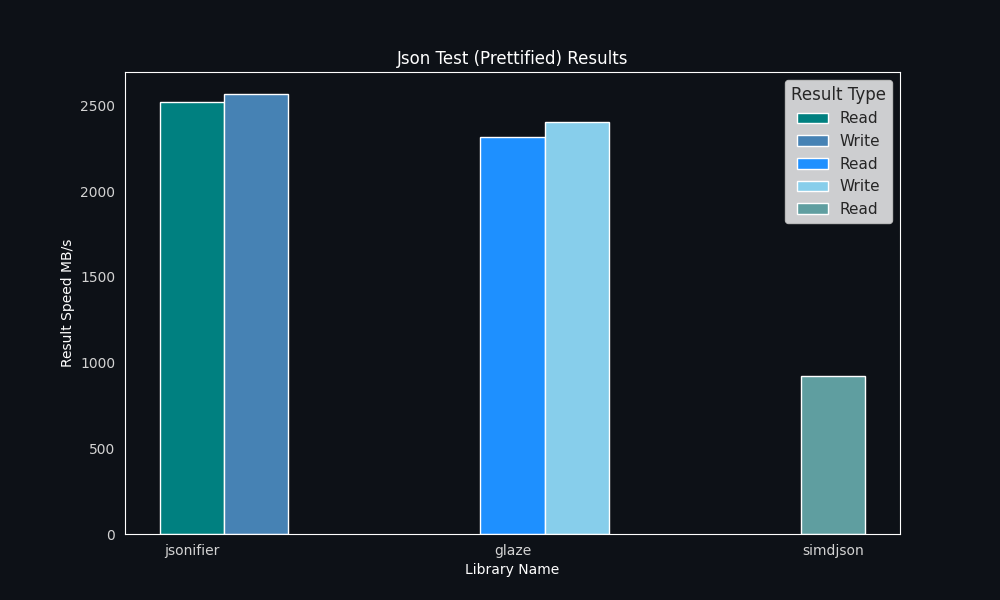 Json Test (Prettified) Results
Result Type
Read
Write
Read
Write
Read
2500
2000
1500
1000
500
0
Result Speed MB/s
jsonifier glaze simdjson
Library Name